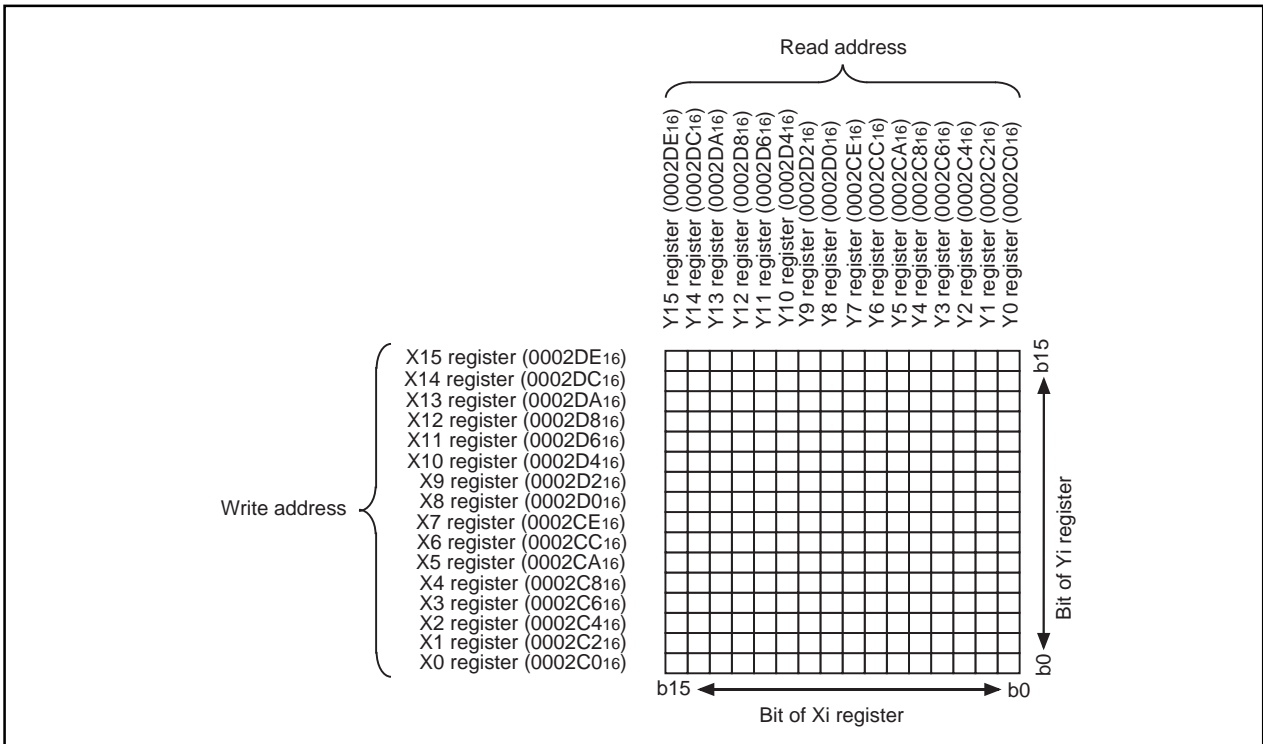 Read address
Y15 register (0002DE16)
Y14 register (0002DC16)
Y13 register (0002DA16)
Y12 register (0002D816)
Y11 register (0002D616)
Y10 register (0002D416)
Y9 register (0002D216)
Y8 register (0002D016)
Y7 register (0002CE16)
Y6 register (0002CC16)
Y5 register (0002CA16)
Y4 register (0002C816)
Y3 register (0002C616)
Y2 register (0002C416)
Y1 register (0002C216)
Y0 register (0002C016)
Write address
X15 register (0002DE16)
X14 register (0002DC16)
X13 register (0002DA16)
X12 register (0002D816)
X11 register (0002D616)
X10 register (0002D416)
X9 register (0002D216)
X8 register (0002D016)
X7 register (0002CE16)
X6 register (0002CC16)
X5 register (0002CA16)
X4 register (0002C816)
X3 register (0002C616)
X2 register (0002C416)
X1 register (0002C216)
X0 register (0002C016)
b15
Bit of Yi register
b0
b15
b0
Bit of Xi register